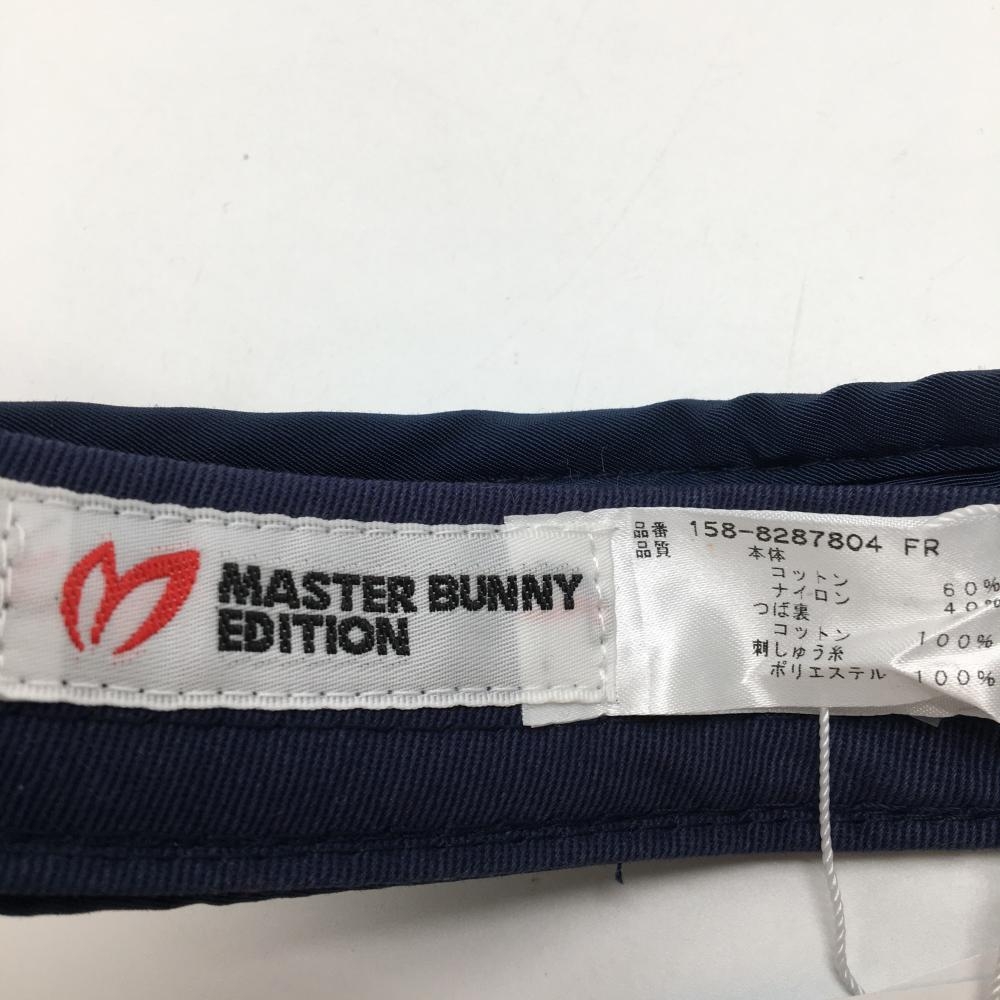 MASTER BUNNY
EDITION
品番 158-8287804 FR
品質 本体
コットン 60%
ナイロン 40%
つば裏
コットン 100%
刺しゅう糸
ポリエステル 100%